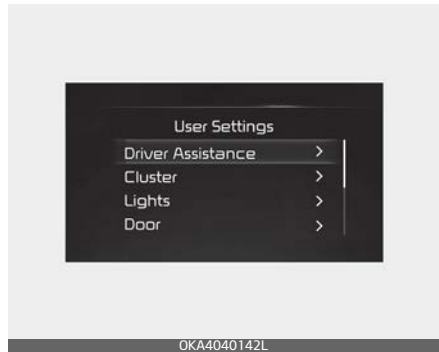 User Settings
Driver Assistance >
Cluster >
Lights >
Door >
OKA4040142L